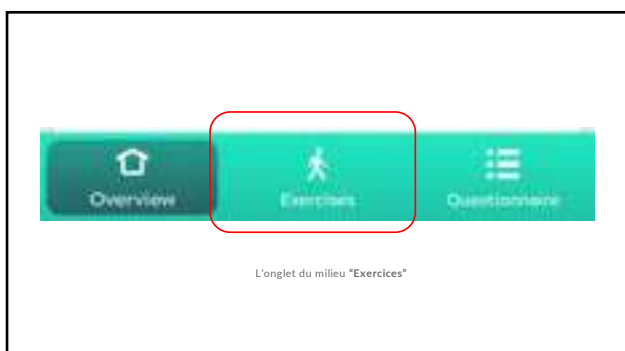 Overview
Exercises
Questionnaire
L'onglet du milieu "Exercices"